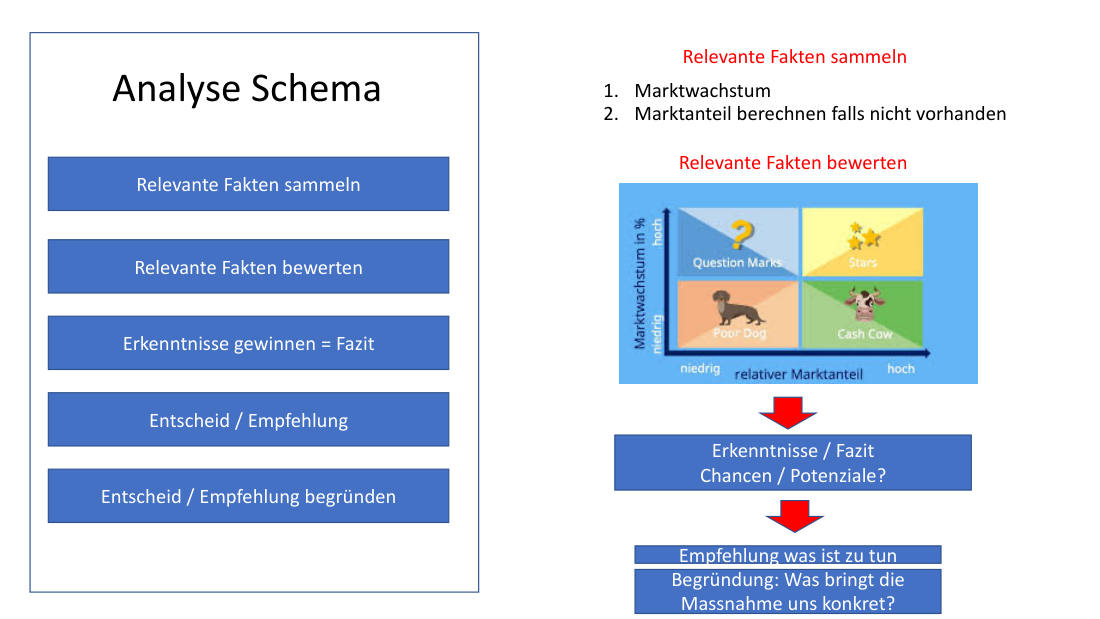 Analyse Schema
Relevante Fakten sammeln
Relevante Fakten bewerten
Erkenntnisse gewinnen = Fazit
Entscheid / Empfehlung
Entscheid / Empfehlung begründen
Relevante Fakten sammeln
1. Marktwachstum
2. Marktanteil berechnen falls nicht vorhanden
Relevante Fakten bewerten
Marktwachstum in %
hoch
niedrig
Question Marks
Stars
Poor Dog
Cash Cow
niedrig
relativer Marktanteil
hoch
Erkenntnisse / Fazit
Chancen / Potenziale?
Empfehlung was ist zu tun
Begründung: Was bringt die
Massnahme uns konkret?